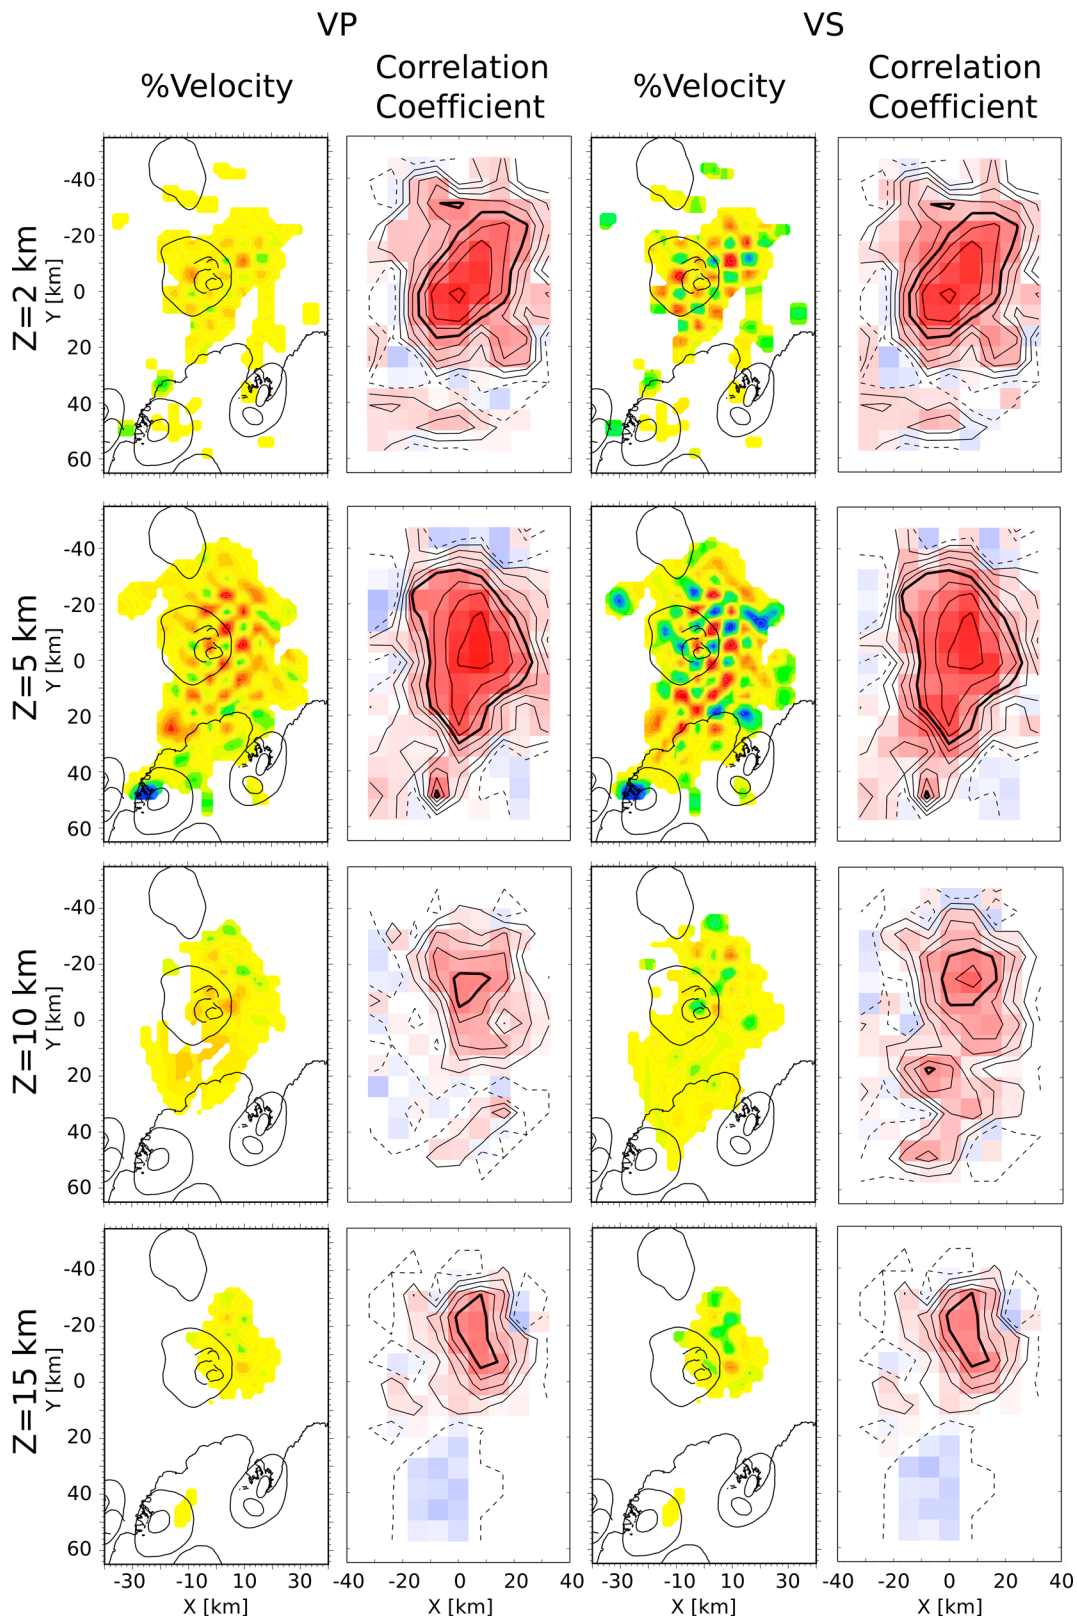 VP VS
%Velocity Correlation Coefficient %Velocity Correlation Coefficient
Z=2 km
Y [km]
-40
-20
0
20
40
60
Z=5 km
Y [km]
-40
-20
0
20
40
60
Z=10 km
Y [km]
-40
-20
0
20
40
60
Z=15 km
Y [km]
-40
-20
0
20
40
60
-30 -10 10 30 -40 -20 0 20 40 -30 -10 10 30 -40 -20 0 20 40
X [km] X [km] X [km] X [km]